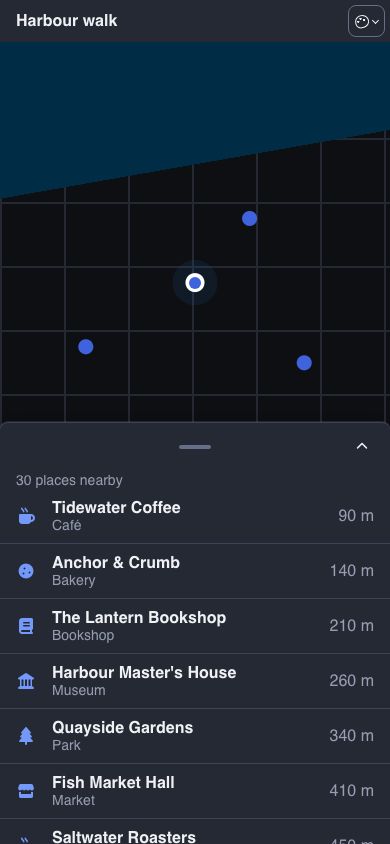 Harbour walk
30 places nearby
Tidewater Coffee
Café
90 m
Anchor & Crumb
Bakery
140 m
The Lantern Bookshop
Bookshop
210 m
Harbour Master's House
Museum
260 m
Quayside Gardens
Park
340 m
Fish Market Hall
Market
410 m
Saltwater Roasters
450 m